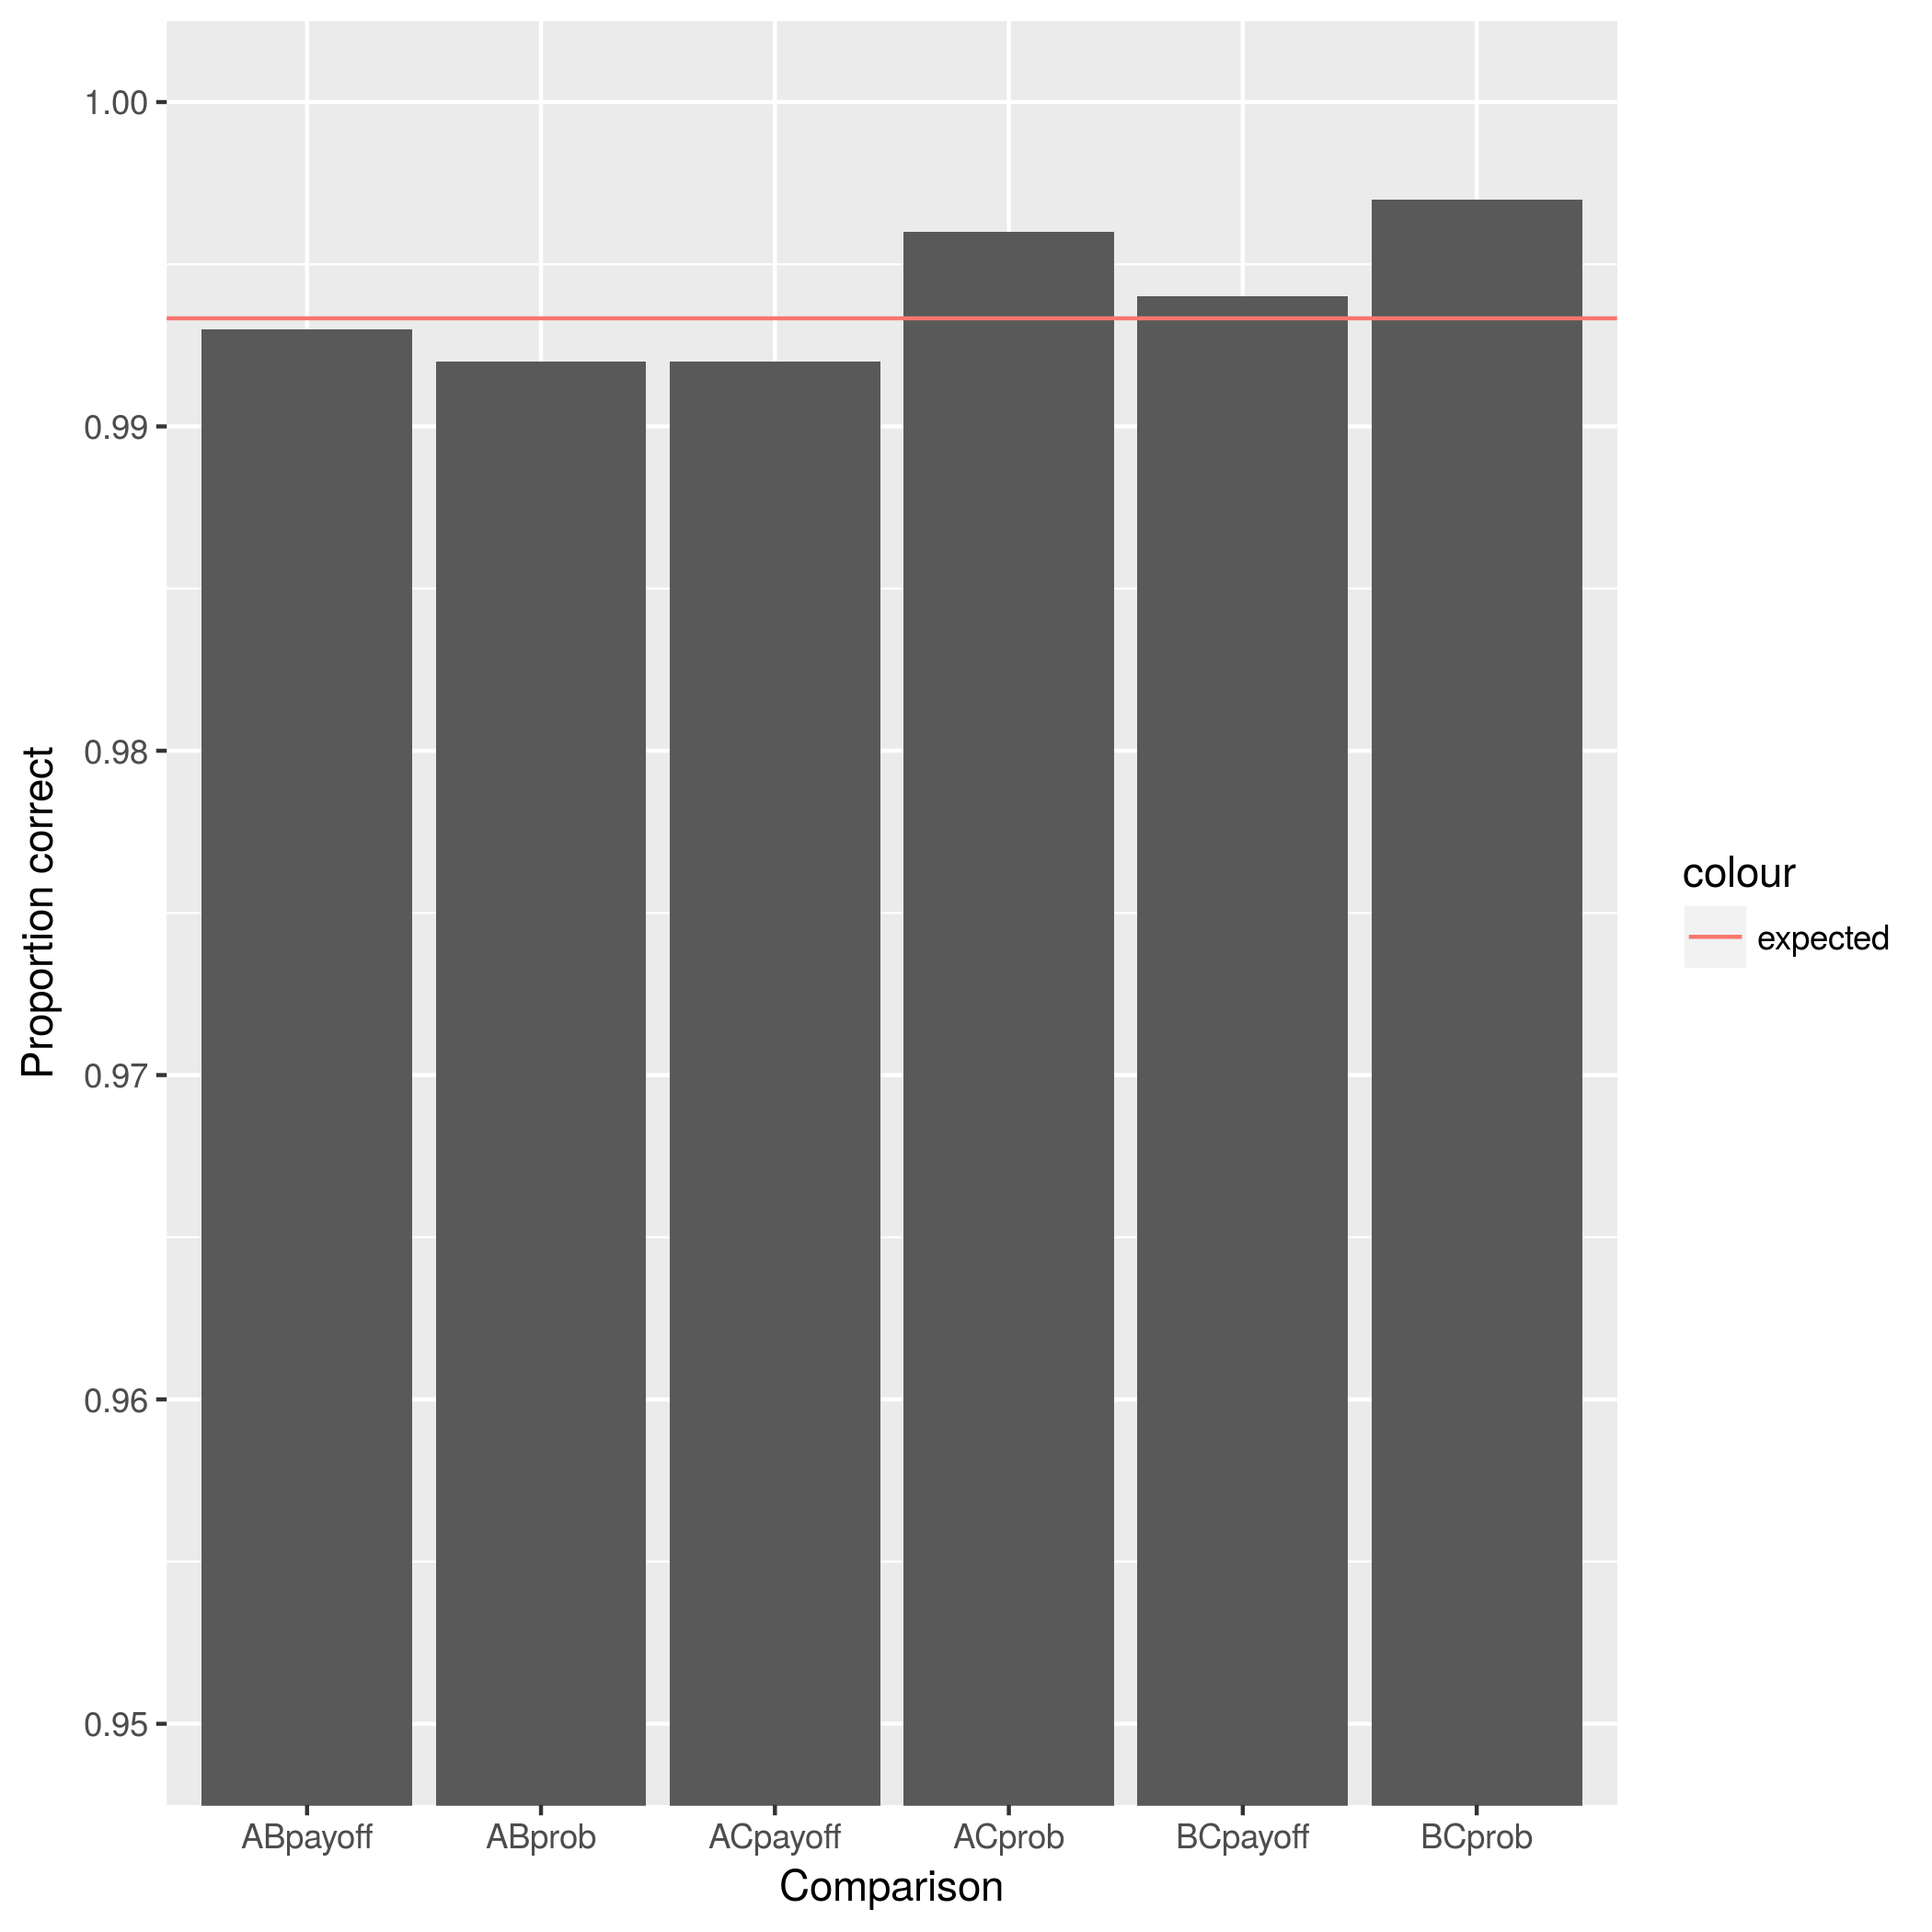 Proportion correct
1.00
0.99
0.98
0.97
0.96
0.95
ABpayoff ABprob ACpayoff ACprob BCpayoff BCprob
Comparison
colour
expected